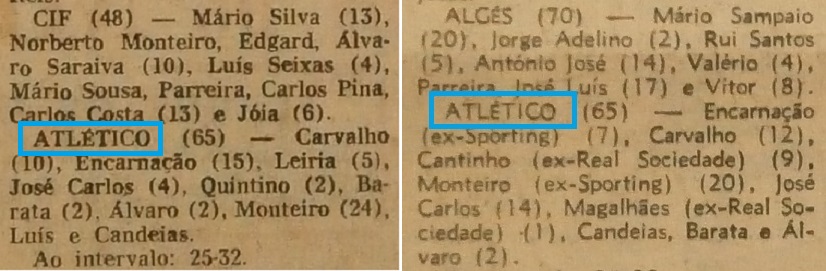 CIF (48) — Mário Silva (13),
Norberto Monteiro, Edgard, Álva-
ro Saraiva (10), Luís Seixas (4),
Mário Sousa, Parreira, Carlos Pina,
Carlos Costa (13) e Jóia (6).
ATLÉTICO (65) — Carvalho
(10), Encarnação (15), Leiria (5),
José Carlos (4), Quintino (2), Ba-
rata (2), Álvaro (2), Monteiro (24),
Luís e Candeias.
Ao intervalo: 25-32.
ALGÉS (70) — Mário Sampaio
(20), Jorge Adelino (2), Rui Santos
(5), António José (14), Valério (4),
Parreira, José Luís (17) e Vítor (8).
ATLÉTICO (65) — Encarnação
(ex-Sporting) (7), Carvalho (12),
Cantinho (ex-Real Sociedade) (9),
Monteiro (ex-Sporting) (20), José
Carlos (14), Magalhães (ex-Real So-
ciedade) (1), Candeias, Barata e Ál-
varo (2).